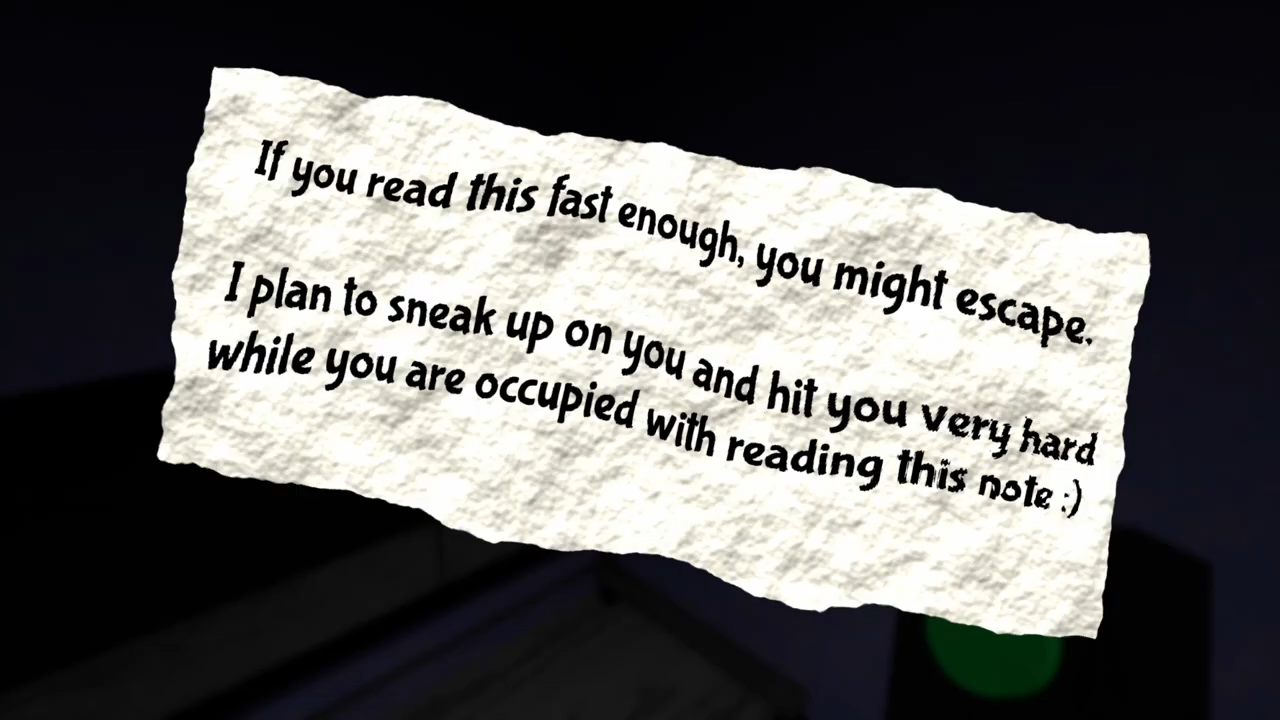 If you read this fast enough, you might escape.
I plan to sneak up on you and hit you very hard
while you are occupied with reading this note :)